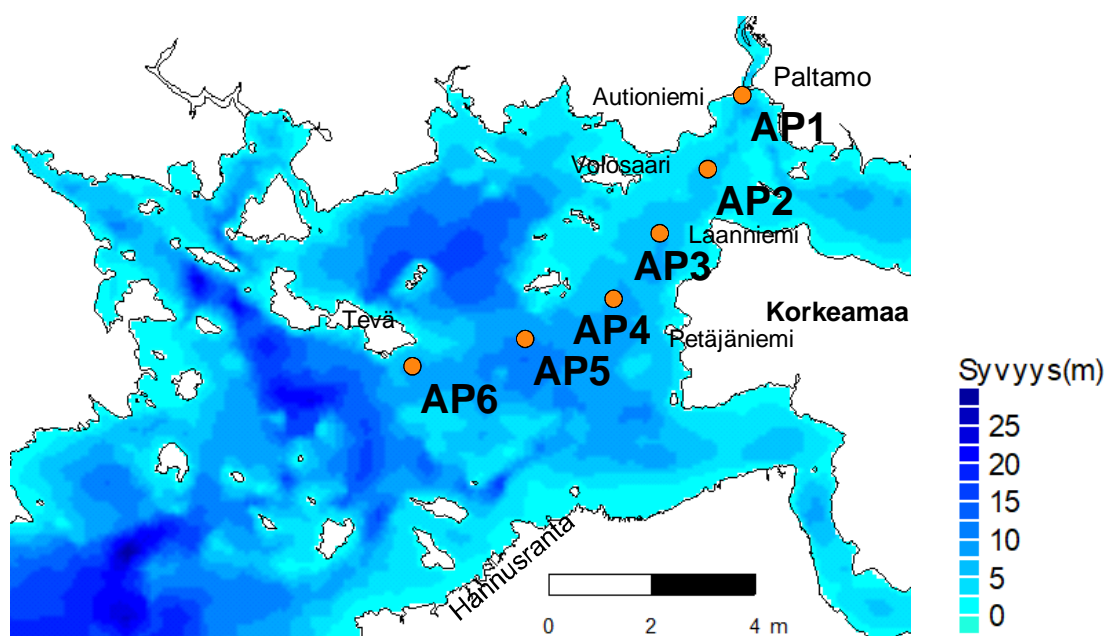 Paltamo
Autioniemi
AP1
Volosaari
AP2
Laanniemi
AP3
Korkeamaa
Tevä
AP4
Petäjäniemi
AP5
AP6
Syvyys(m)
25
20
15
10
5
0
Hannusranta
0 2 4 m